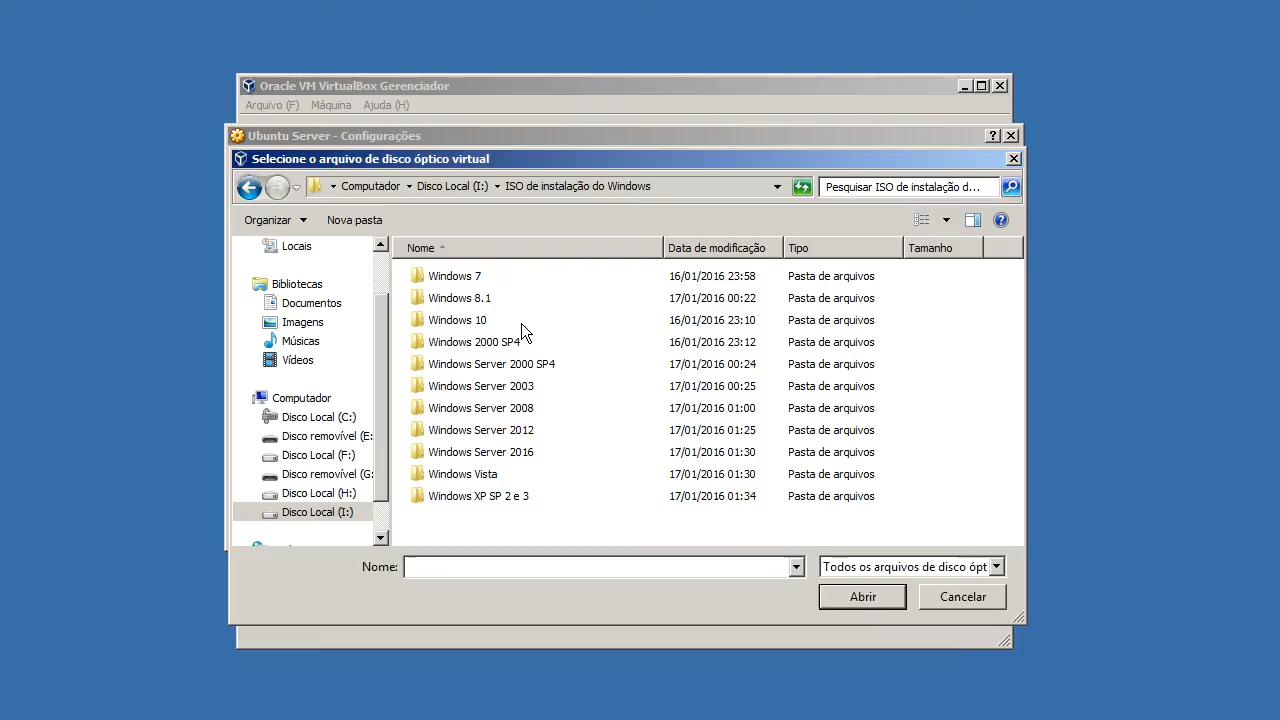 Oracle VM VirtualBox Gerenciador
Arquivo (F) Máquina Ajuda (H)
Ubuntu Server - Configurações
Selecione o arquivo de disco óptico virtual
Computador Disco Local (I:) ISO de instalação do Windows Pesquisar ISO de instalação d...
Organizar Nova pasta
Locais
Bibliotecas
Documentos
Imagens
Músicas
Vídeos
Computador
Disco Local (C:)
Disco removível (E:
Disco Local (F:)
Disco removível (G:
Disco Local (H:)
Disco Local (I:)
Nome Data de modificação Tipo Tamanho
Windows 7 16/01/2016 23:58 Pasta de arquivos
Windows 8.1 17/01/2016 00:22 Pasta de arquivos
Windows 10 16/01/2016 23:10 Pasta de arquivos
Windows 2000 SP4 16/01/2016 23:12 Pasta de arquivos
Windows Server 2000 SP4 17/01/2016 00:24 Pasta de arquivos
Windows Server 2003 17/01/2016 00:25 Pasta de arquivos
Windows Server 2008 17/01/2016 01:00 Pasta de arquivos
Windows Server 2012 17/01/2016 01:25 Pasta de arquivos
Windows Server 2016 17/01/2016 01:30 Pasta de arquivos
Windows Vista 17/01/2016 01:30 Pasta de arquivos
Windows XP SP 2 e 3 17/01/2016 01:34 Pasta de arquivos
Nome: Todos os arquivos de disco ópt
Abrir Cancelar